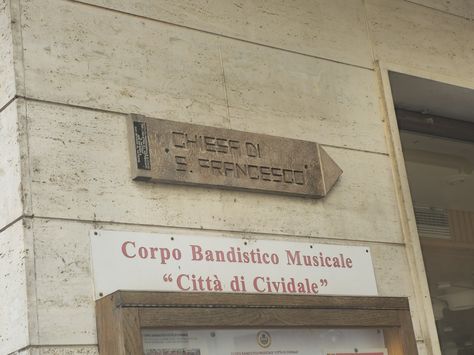 CHIESA DI
S. FRANCESCO
Corpo Bandistico Musicale
“Città di Cividale”